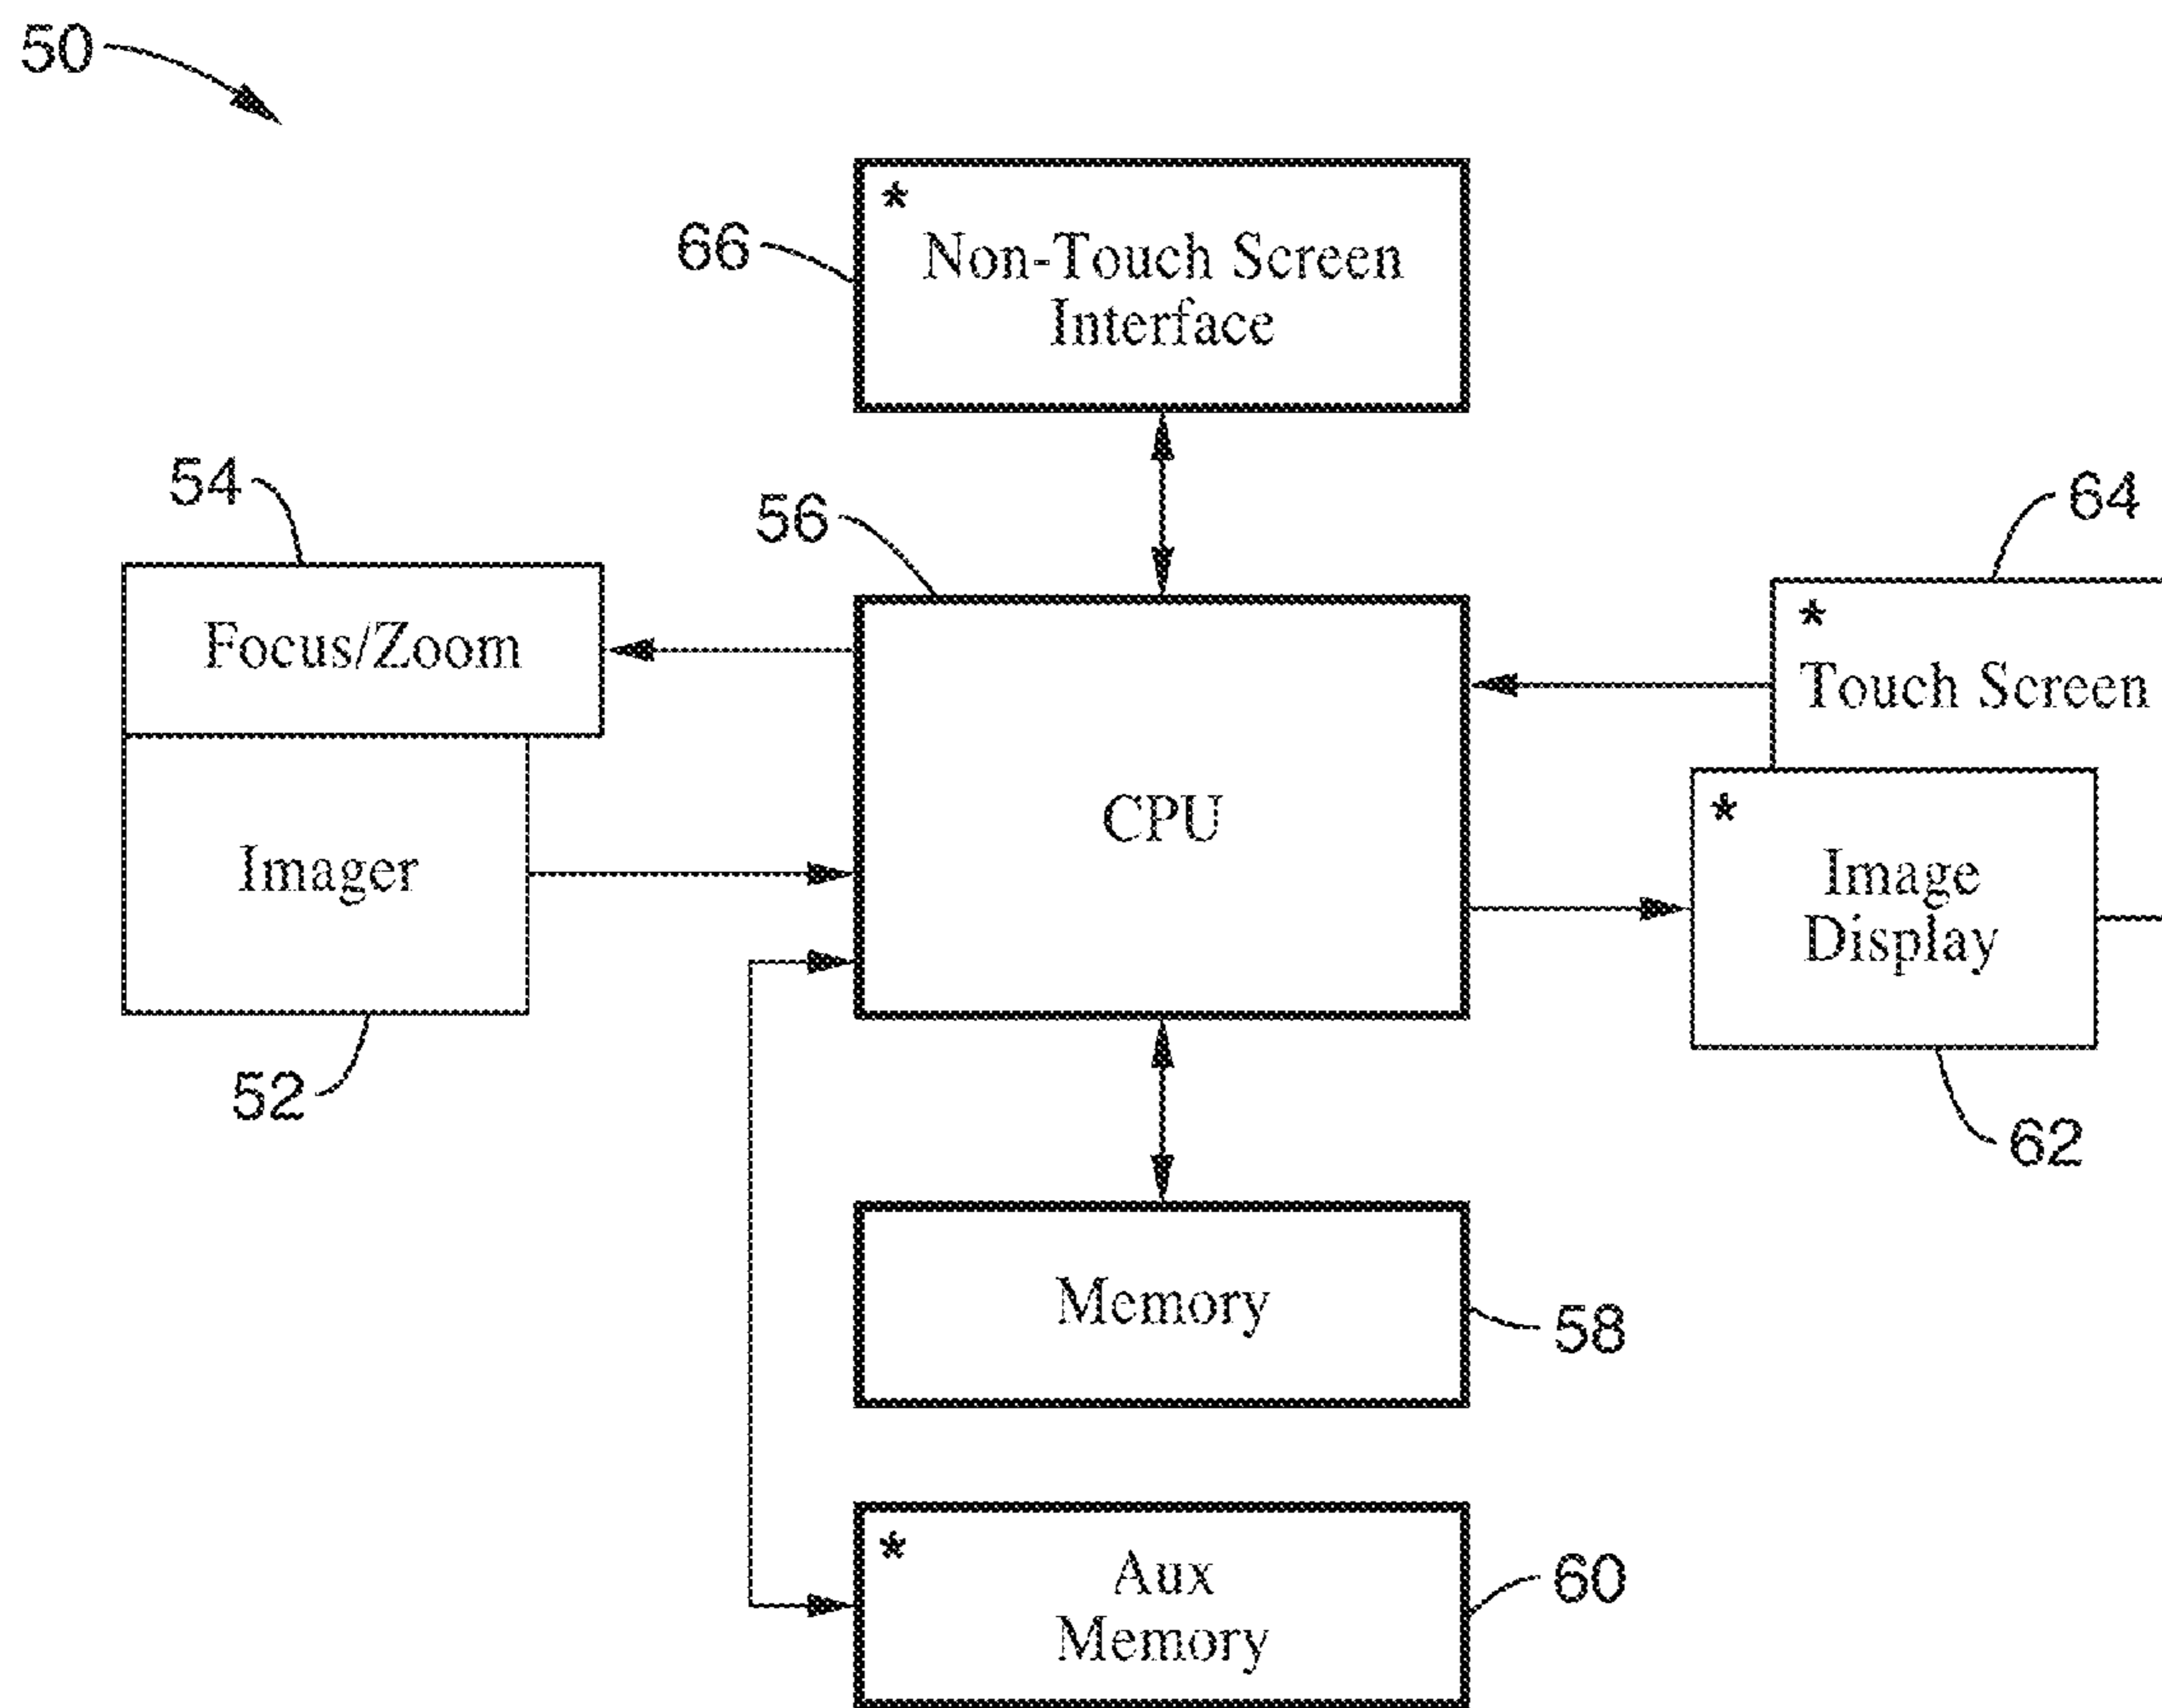 50
*
66
Non-Touch Screen
Interface
54
56
64
Focus/Zoom
*
Touch Screen
CPU
*
Imager
Image
Display
52
62
Memory
58
*
Aux
Memory
60